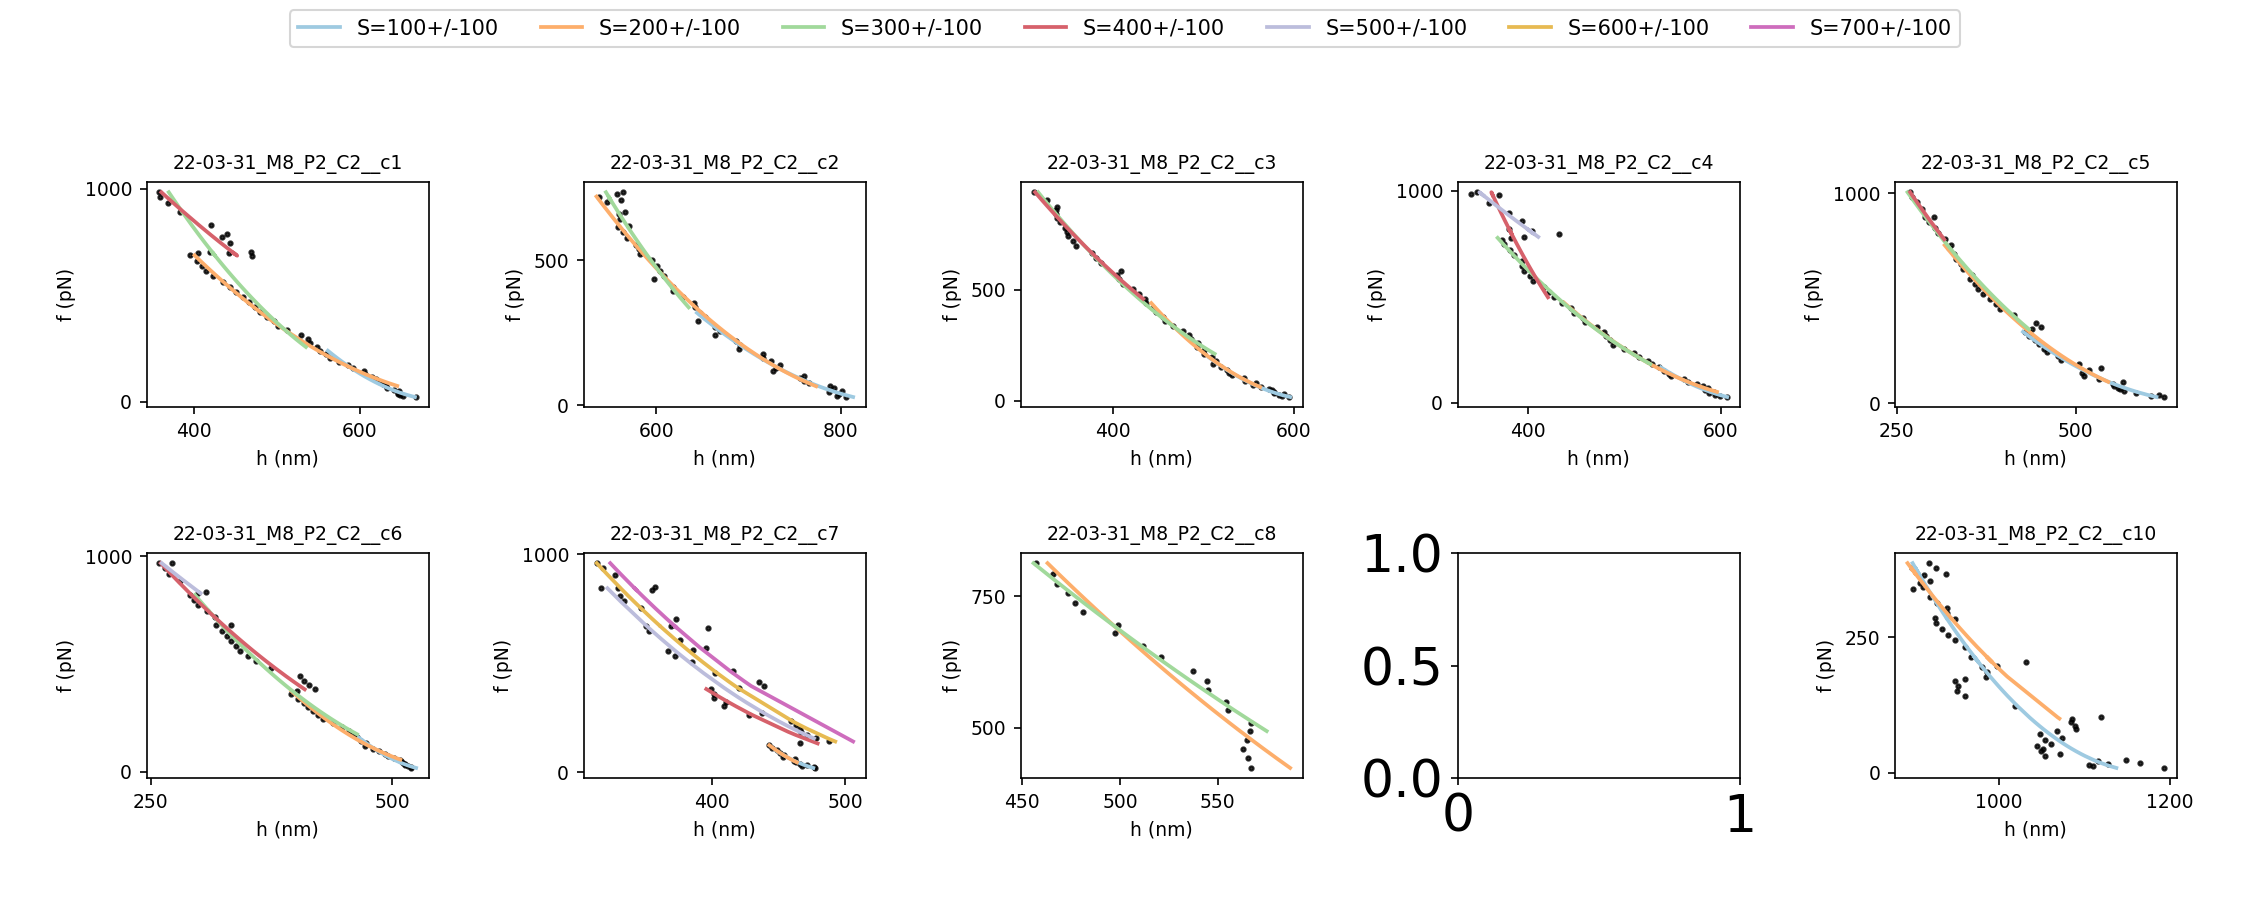 S=100+/-100 S=200+/-100 S=300+/-100 S=400+/-100 S=500+/-100 S=600+/-100 S=700+/-100
22-03-31_M8_P2_C2__c1 22-03-31_M8_P2_C2__c2 22-03-31_M8_P2_C2__c3 22-03-31_M8_P2_C2__c4 22-03-31_M8_P2_C2__c5
f (pN) 1000 0 f (pN) 500 0 f (pN) 500 0 f (pN) 1000 0 f (pN) 1000 0
400 600 600 800 400 600 400 600 250 500
h (nm) h (nm) h (nm) h (nm) h (nm)
22-03-31_M8_P2_C2__c6 22-03-31_M8_P2_C2__c7 22-03-31_M8_P2_C2__c8 22-03-31_M8_P2_C2__c10
f (pN) 1000 0 f (pN) 1000 0 f (pN) 750 500 1.0 0.5 0.0 f (pN) 250 0
250 500 400 500 450 500 550 0 1 1000 1200
h (nm) h (nm) h (nm) h (nm)